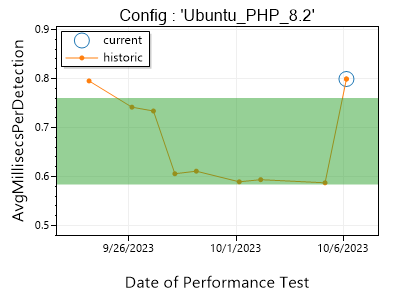 Config : 'Ubuntu_PHP_8.2'
current
historic
0.9
0.8
0.7
0.6
0.5
AvgMillisecsPerDetection
9/26/2023
10/1/2023
10/6/2023
Date of Performance Test